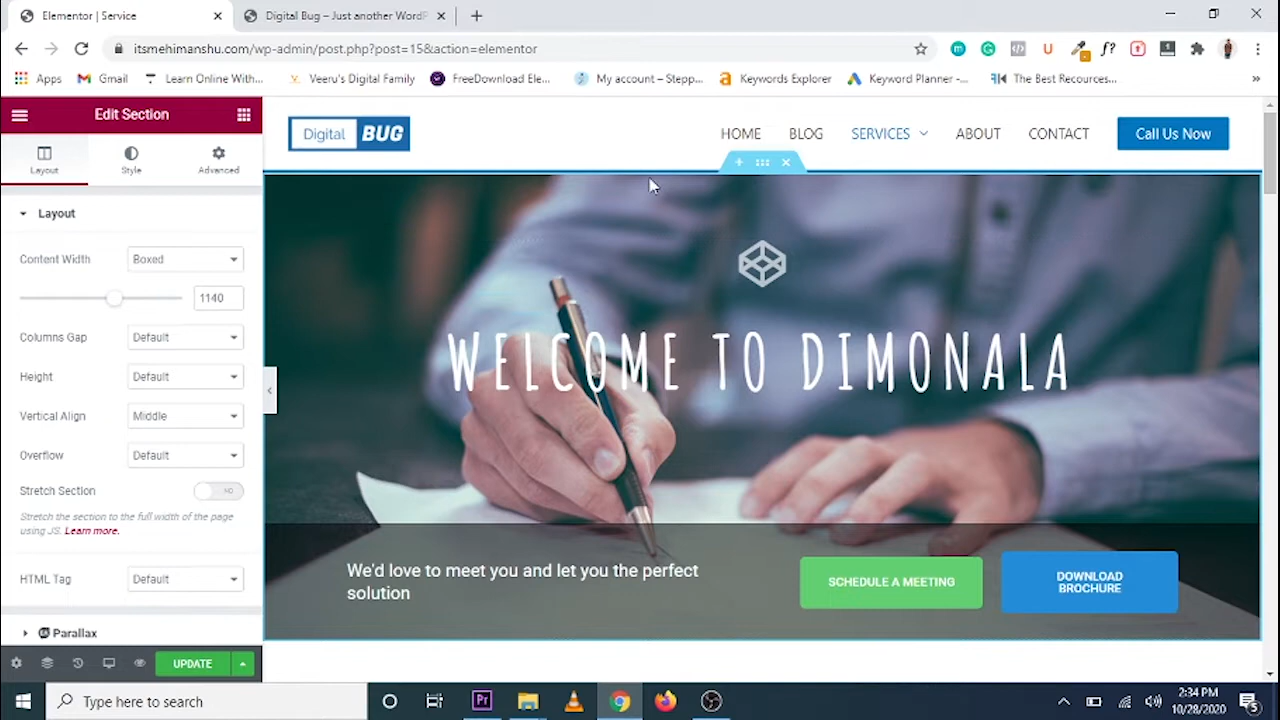 Elementor | Service
Digital Bug – Just another WordP
itsmehimanshu.com/wp-admin/post.php?post=15&action=elementor
Apps
Gmail
Learn Online With...
Veeru's Digital Family
FreeDownload Ele...
My account – Stepp...
Keywords Explorer
Keyword Planner -...
The Best Recources...
Edit Section
Layout
Style
Advanced
Layout
Content Width
Boxed
1140
Columns Gap
Default
Height
Default
Vertical Align
Middle
Overflow
Default
Stretch Section
NO
Stretch the section to the full width of the page
using JS. Learn more.
HTML Tag
Default
Parallax
UPDATE
Digital BUG
HOME
BLOG
SERVICES
ABOUT
CONTACT
Call Us Now
WELCOME TO DIMONALA
We'd love to meet you and let you the perfect
solution
SCHEDULE A MEETING
DOWNLOAD
BROCHURE
Type here to search
2:34 PM
10/28/2020
5